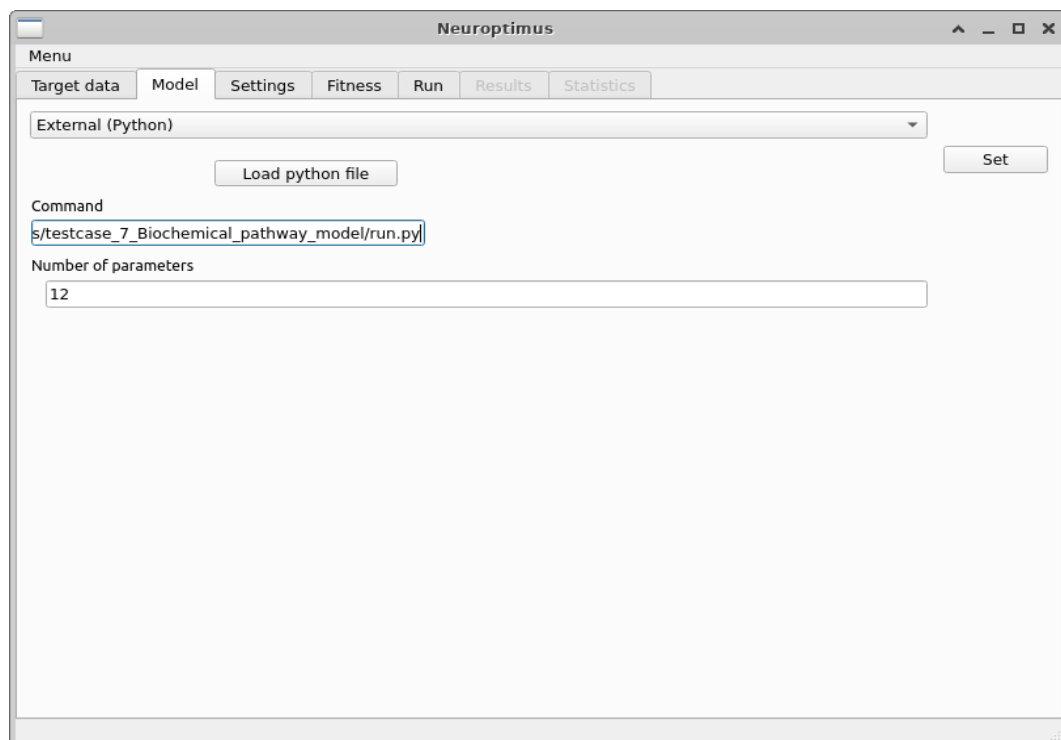 Neuroptimus
Menu
Target data Model Settings Fitness Run Results Statistics
External (Python)
Set
Load python file
Command
s/testcase_7_Biochemical_pathway_model/run.py
Number of parameters
12